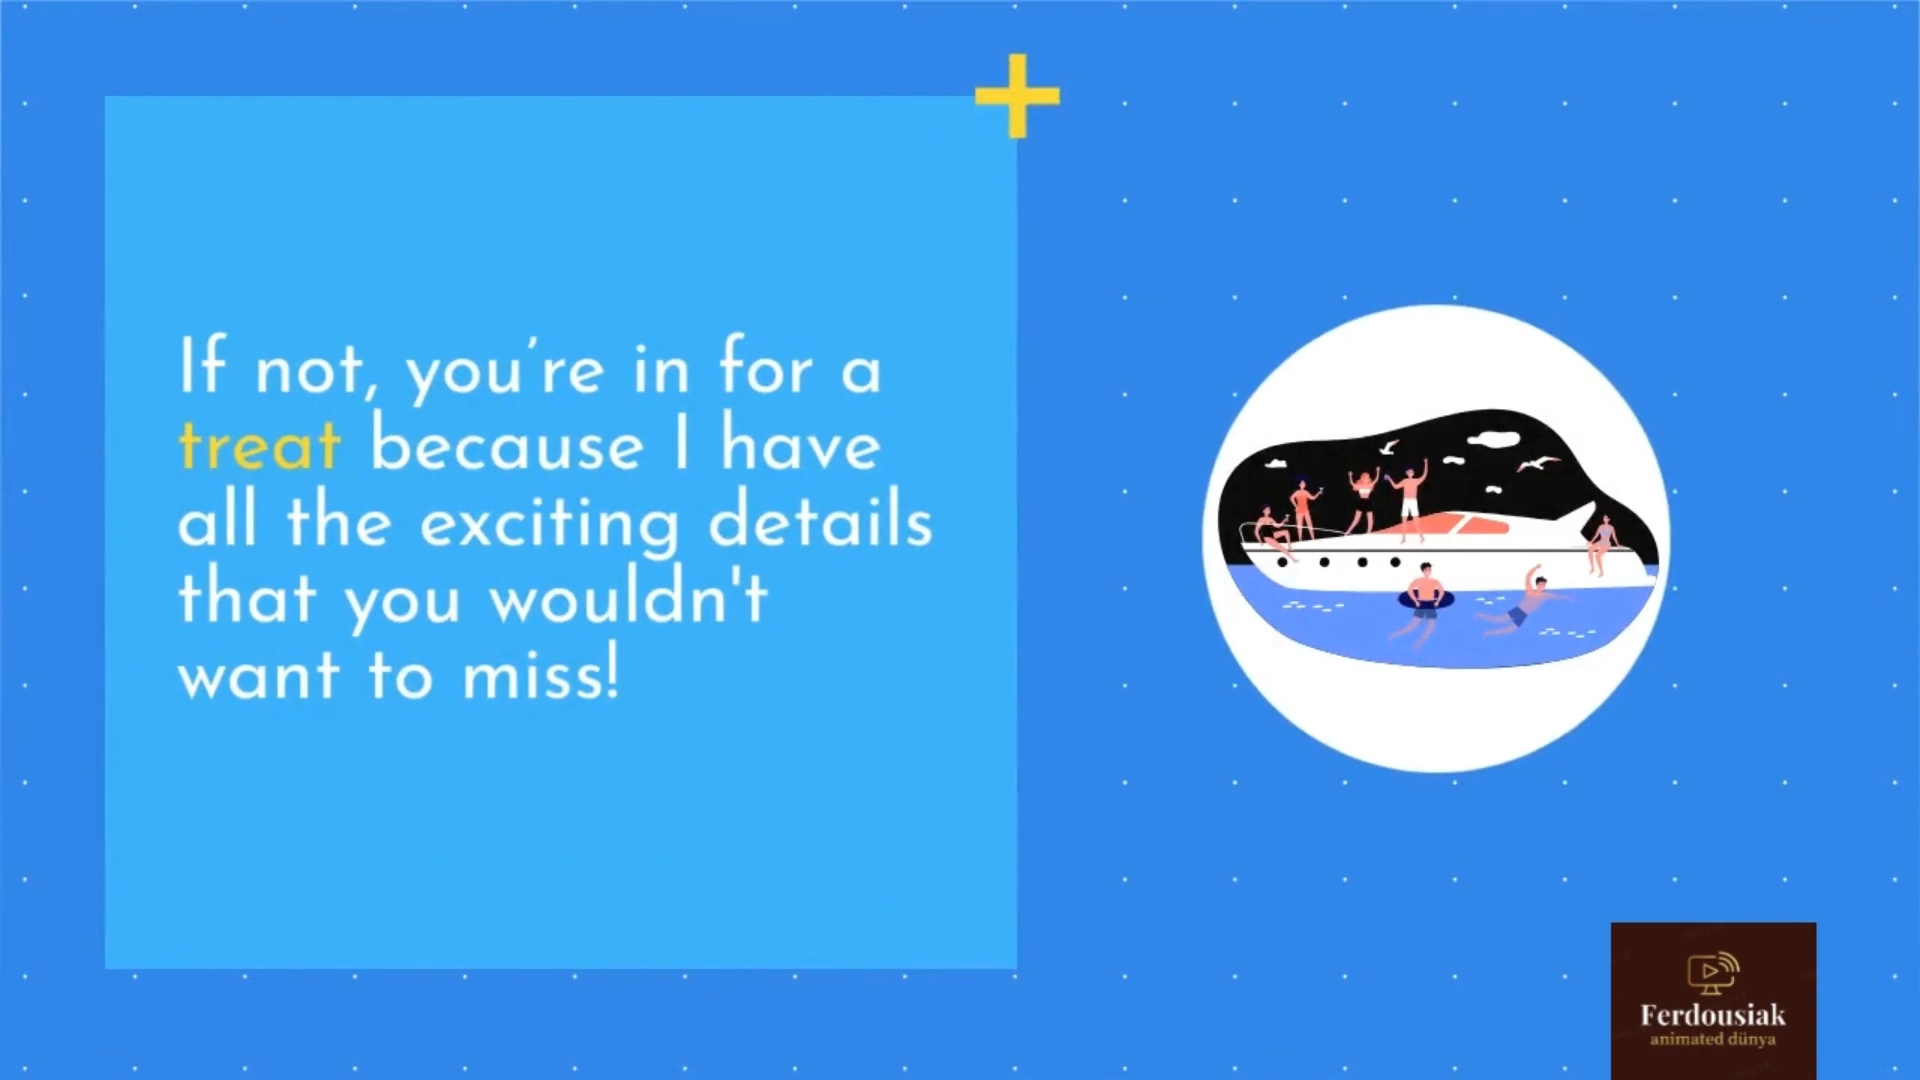 If not, you’re in for a
treat because I have
all the exciting details
that you wouldn't
want to miss!
Ferdousiak
animated dünya